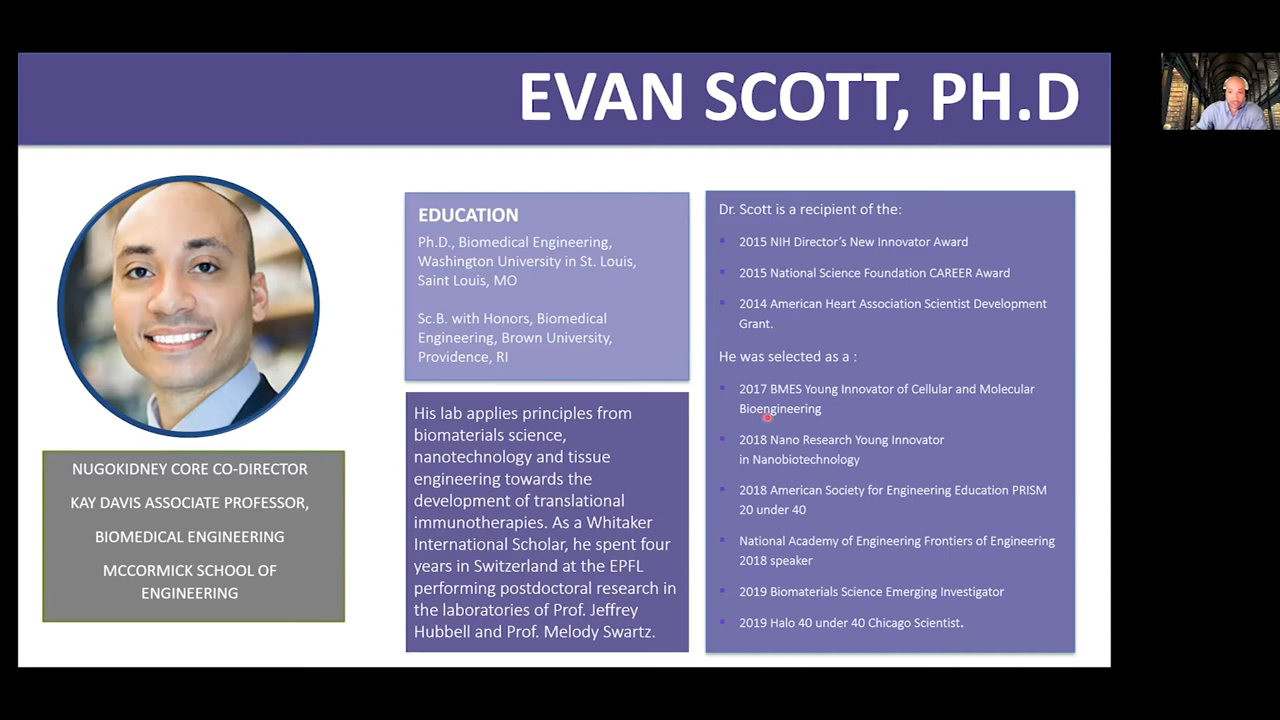 EVAN SCOTT, PH.D
NUGOKIDNEY CORE CO-DIRECTOR
KAY DAVIS ASSOCIATE PROFESSOR,
BIOMEDICAL ENGINEERING
MCCORMICK SCHOOL OF
ENGINEERING
EDUCATION
Ph.D., Biomedical Engineering,
Washington University in St. Louis,
Saint Louis, MO
Sc.B. with Honors, Biomedical
Engineering, Brown University,
Providence, RI
His lab applies principles from
biomaterials science,
nanotechnology and tissue
engineering towards the
development of translational
immunotherapies. As a Whitaker
International Scholar, he spent four
years in Switzerland at the EPFL
performing postdoctoral research in
the laboratories of Prof. Jeffrey
Hubbell and Prof. Melody Swartz.
Dr. Scott is a recipient of the:
2015 NIH Director's New Innovator Award
2015 National Science Foundation CAREER Award
2014 American Heart Association Scientist Development
Grant.
He was selected as a :
2017 BMES Young Innovator of Cellular and Molecular
Bioengineering
2018 Nano Research Young Innovator
in Nanobiotechnology
2018 American Society for Engineering Education PRISM
20 under 40
National Academy of Engineering Frontiers of Engineering
2018 speaker
2019 Biomaterials Science Emerging Investigator
2019 Halo 40 under 40 Chicago Scientist.